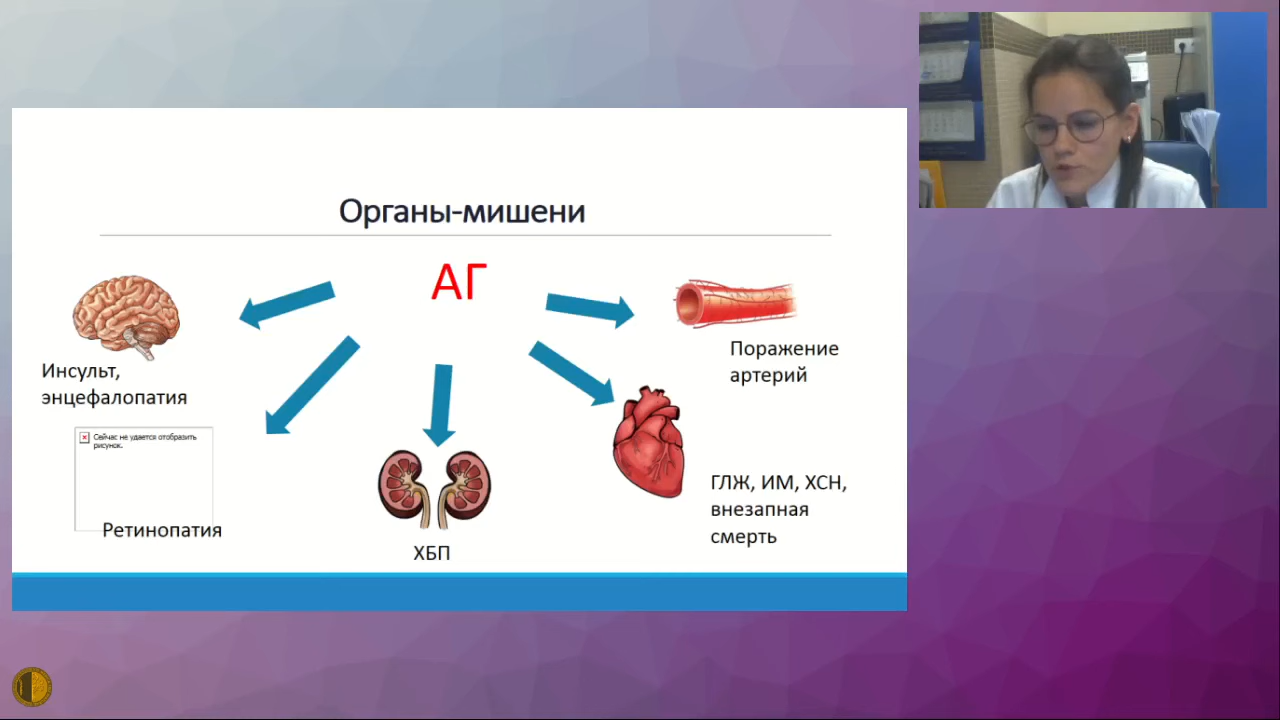 Органы-мишени
АГ
Инсульт,
энцефалопатия
Сейчас не удается отобразить
рисунок.
Ретинопатия
ХБП
Поражение
артерий
ГЛЖ, ИМ, ХСН,
внезапная
смерть